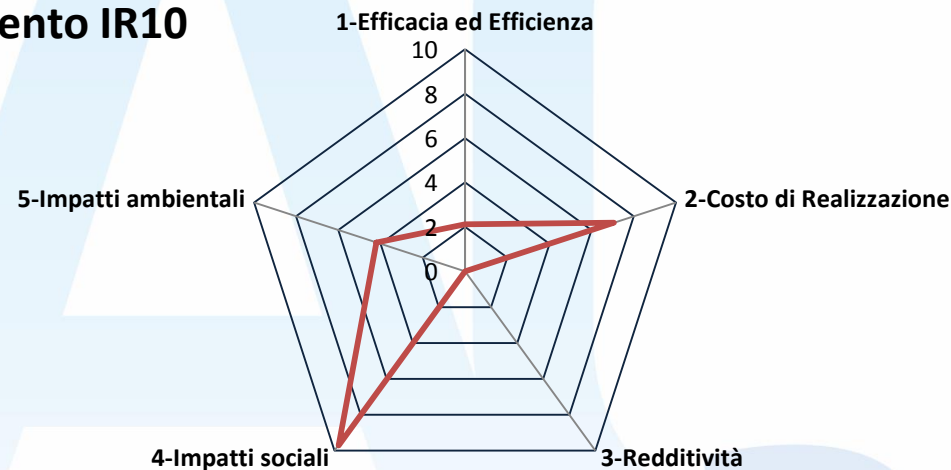 ento IR10
1-Efficacia ed Efficienza
10
8
6
4
2
0
5-Impatti ambientali
2-Costo di Realizzazione
4-Impatti sociali
3-Redditività